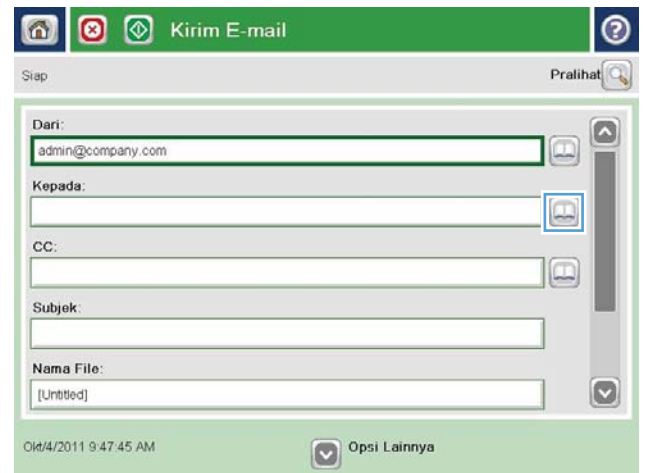 Kirim E-mail
Siap
Pralihat
Dari:
admin@company.com
Kepada:
CC:
Subjek:
Nama File:
[Untitled]
Okt/4/2011 9:47:45 AM
Opsi Lainnya